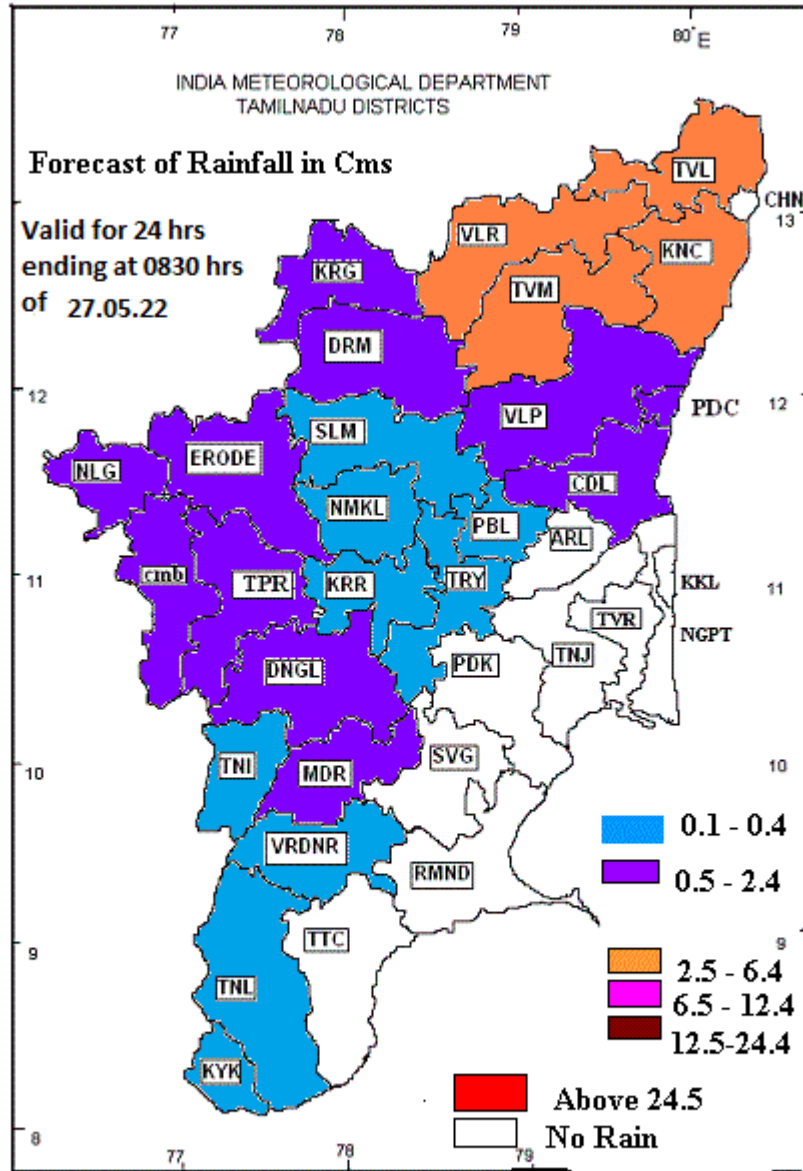 77 78 79 80°E
INDIA METEOROLOGICAL DEPARTMENT
TAMILNADU DISTRICTS
Forecast of Rainfall in Cms
TVL
CHN
13
Valid for 24 hrs
ending at 0830 hrs
of 27.05.22
VLR
KNC
KRG
TVM
DRM
12
12
VLP
PDC
SLM
ERODE
NLG
CDL
NMKL
PBL
ARL
11
cmb
TPR
KRR
TRY
KKL
11
TVR
NGPT
DNGL
PDK
TNJ
10
TNI
MDR
SVG
10
0.1 - 0.4
VRDNR
RMND
0.5 - 2.4
9
TTC
9
2.5 - 6.4
TNL
6.5 - 12.4
12.5-24.4
KYK
Above 24.5
No Rain
8
77 78 79